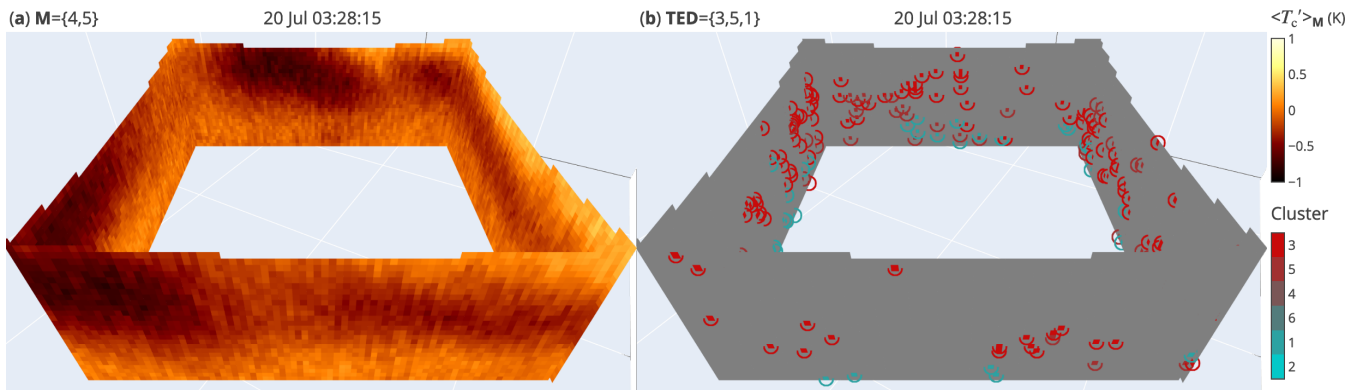 (a) M={4,5} 20 Jul 03:28:15
(b) TED={3,5,1} 20 Jul 03:28:15
<T_c'>_M (K)
1
0.5
0
−0.5
−1
Cluster
3
5
4
6
1
2